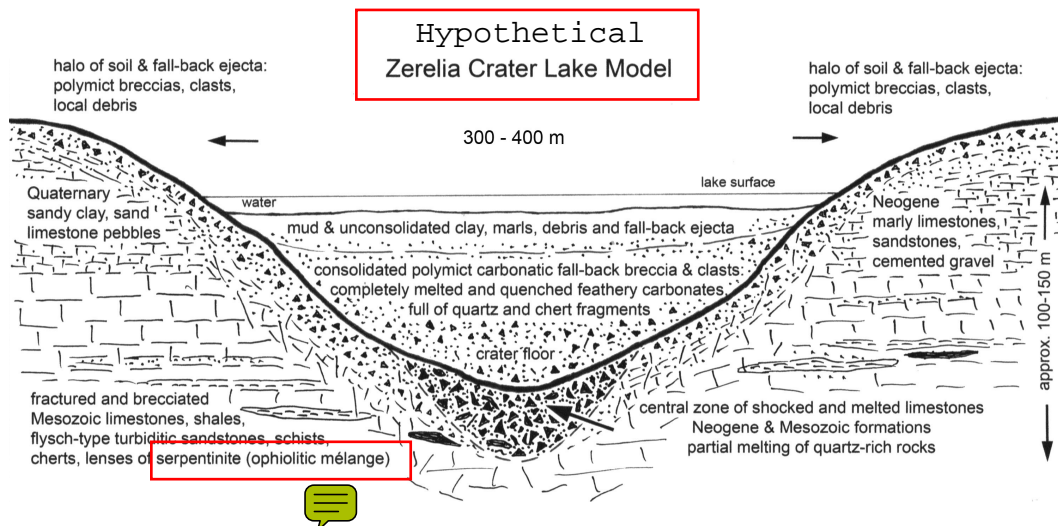 Hypothetical
Zerelia Crater Lake Model
halo of soil & fall-back ejecta:
polymict breccias, clasts,
local debris
halo of soil & fall-back ejecta:
polymict breccias, clasts,
local debris
300 - 400 m
lake surface
water
Quaternary
sandy clay, sand
limestone pebbles
mud & unconsolidated clay, marls, debris and fall-back ejecta
Neogene
marly limestones,
sandstones,
cemented gravel
consolidated polymict carbonatic fall-back breccia & clasts:
completely melted and quenched feathery carbonates,
full of quartz and chert fragments
crater floor
approx. 100-150 m
fractured and brecciated
Mesozoic limestones, shales,
flysch-type turbiditic sandstones, schists,
cherts, lenses of serpentinite (ophiolitic mélange)
central zone of shocked and melted limestones
Neogene & Mesozoic formations
partial melting of quartz-rich rocks